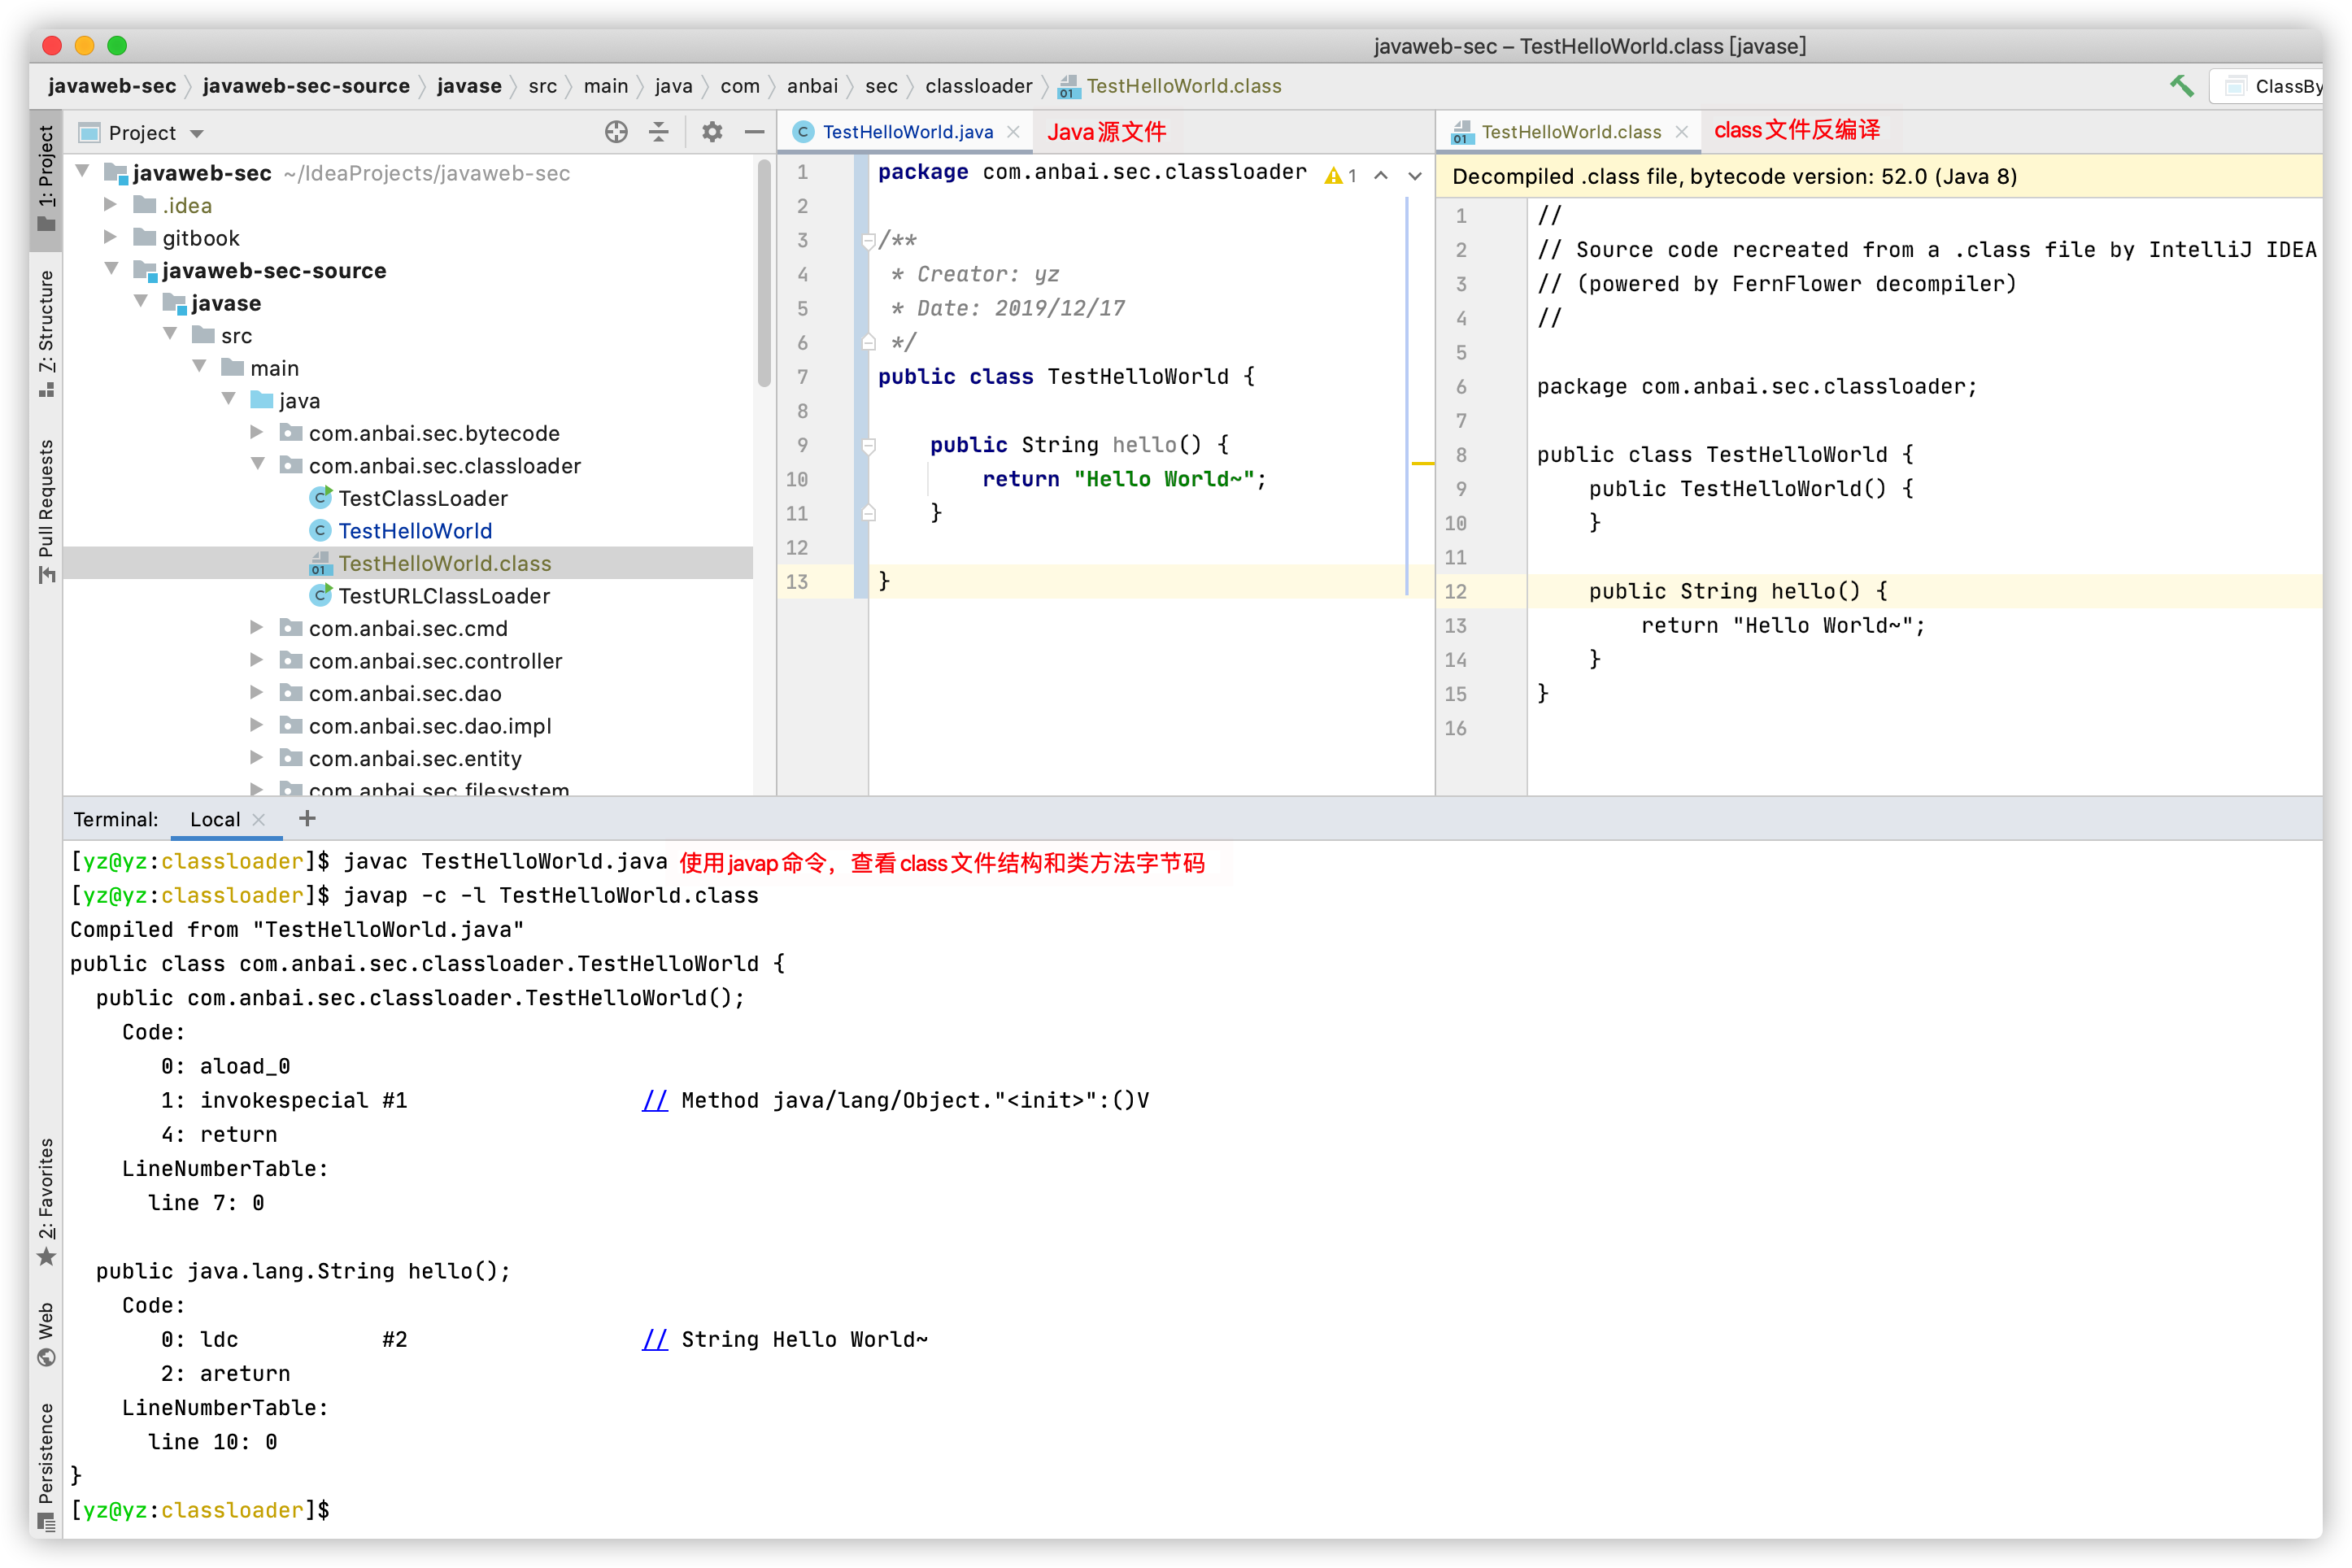 javaweb-sec – TestHelloWorld.class [javase]
javaweb-sec javaweb-sec-source javase src main java com anbai sec classloader TestHelloWorld.class ClassBy
1: Project
7: Structure
Pull Requests
2: Favorites
Web
Persistence
Project
javaweb-sec ~/IdeaProjects/javaweb-sec
.idea
gitbook
javaweb-sec-source
javase
src
main
java
com.anbai.sec.bytecode
com.anbai.sec.classloader
TestClassLoader
TestHelloWorld
TestHelloWorld.class
TestURLClassLoader
com.anbai.sec.cmd
com.anbai.sec.controller
com.anbai.sec.dao
com.anbai.sec.dao.impl
com.anbai.sec.entity
com.anbai.sec.filesystem
TestHelloWorld.java Java源文件
1 package com.anbai.sec.classloader 1
2
3 /**
4 * Creator: yz
5 * Date: 2019/12/17
6 */
7 public class TestHelloWorld {
8
9 public String hello() {
10 return "Hello World~";
11 }
12
13 }
TestHelloWorld.class class文件反编译
Decompiled .class file, bytecode version: 52.0 (Java 8)
1 //
2 // Source code recreated from a .class file by IntelliJ IDEA
3 // (powered by FernFlower decompiler)
4 //
5
6 package com.anbai.sec.classloader;
7
8 public class TestHelloWorld {
9 public TestHelloWorld() {
10 }
11
12 public String hello() {
13 return "Hello World~";
14 }
15 }
16
Terminal: Local
[yz@yz:classloader]$ javac TestHelloWorld.java 使用javap命令，查看class文件结构和类方法字节码
[yz@yz:classloader]$ javap -c -l TestHelloWorld.class
Compiled from "TestHelloWorld.java"
public class com.anbai.sec.classloader.TestHelloWorld {
public com.anbai.sec.classloader.TestHelloWorld();
Code:
0: aload_0
1: invokespecial #1 // Method java/lang/Object."<init>":()V
4: return
LineNumberTable:
line 7: 0
public java.lang.String hello();
Code:
0: ldc #2 // String Hello World~
2: areturn
LineNumberTable:
line 10: 0
}
[yz@yz:classloader]$